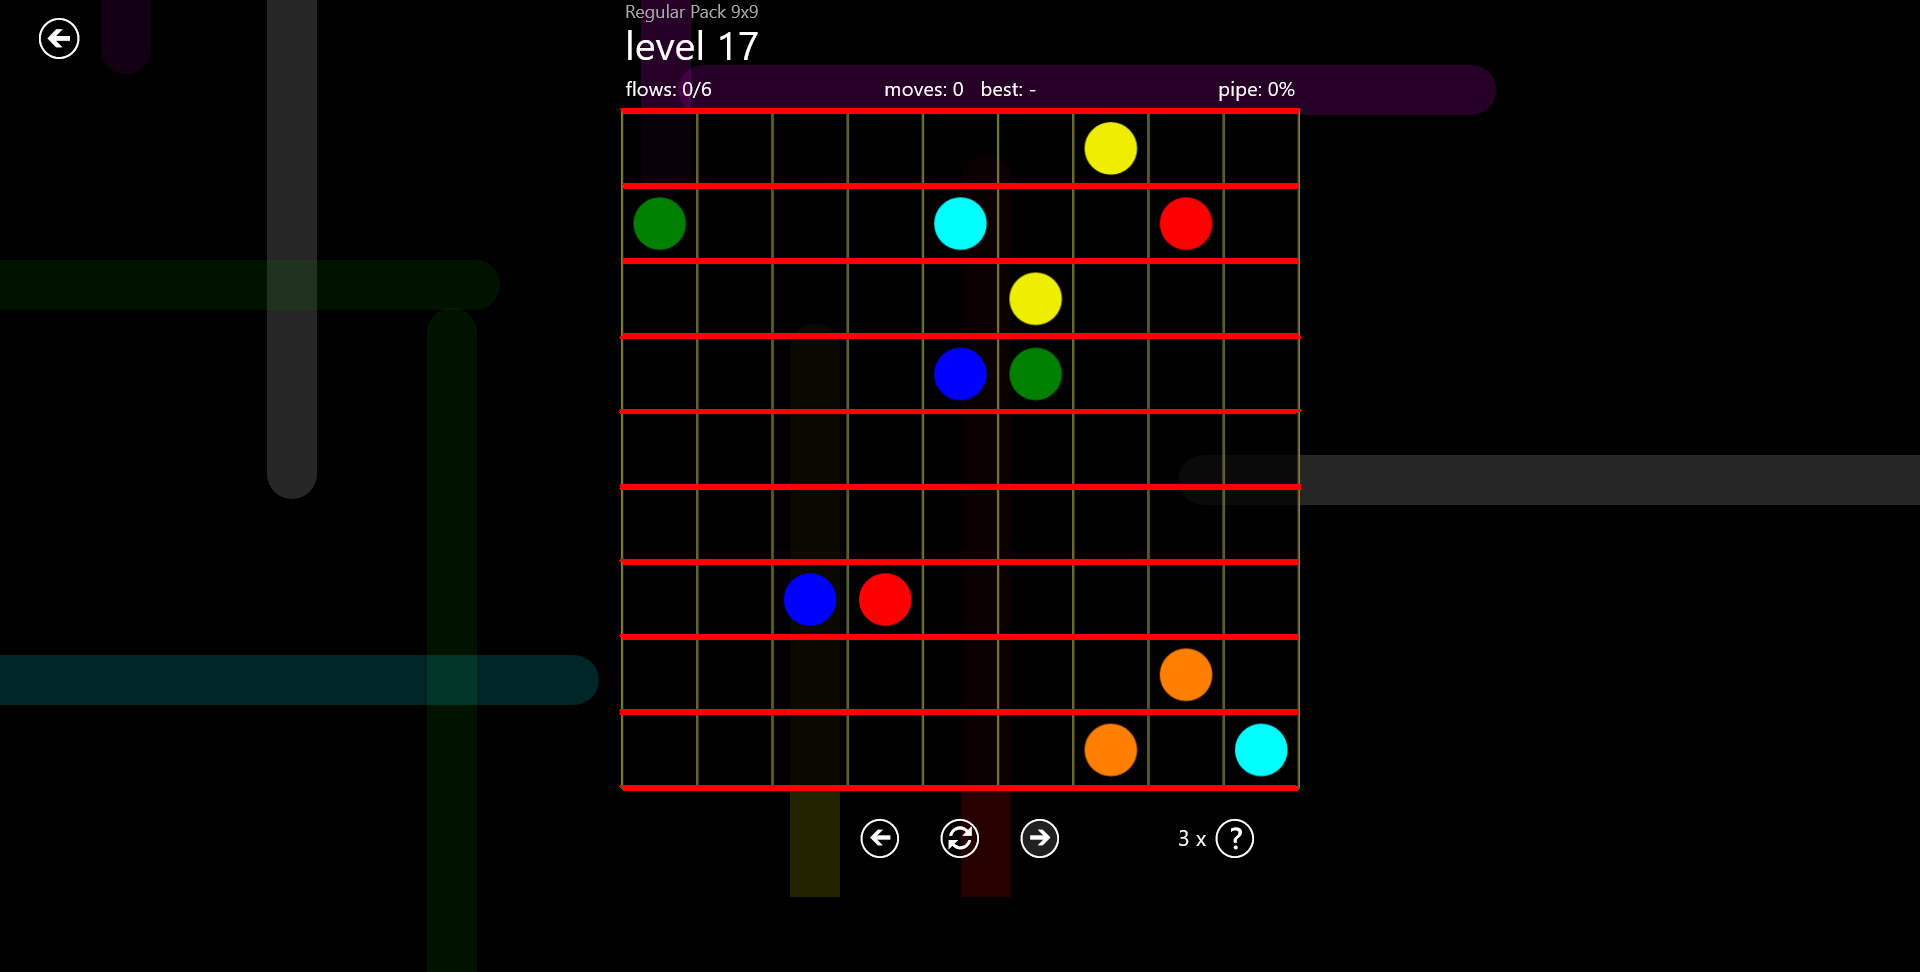 Regular Pack 9x9
level 17
flows: 0/6 moves: 0 best: - pipe: 0%
3 x ?